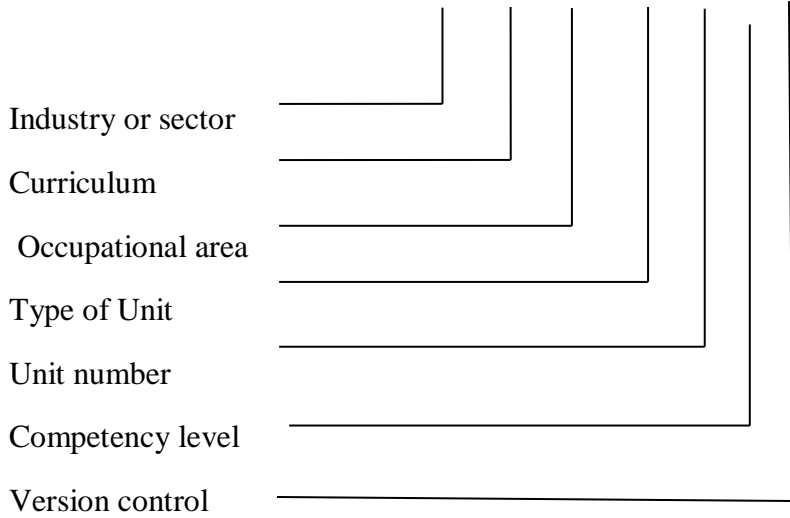 Industry or sector
Curriculum
Occupational area
Type of Unit
Unit number
Competency level
Version control